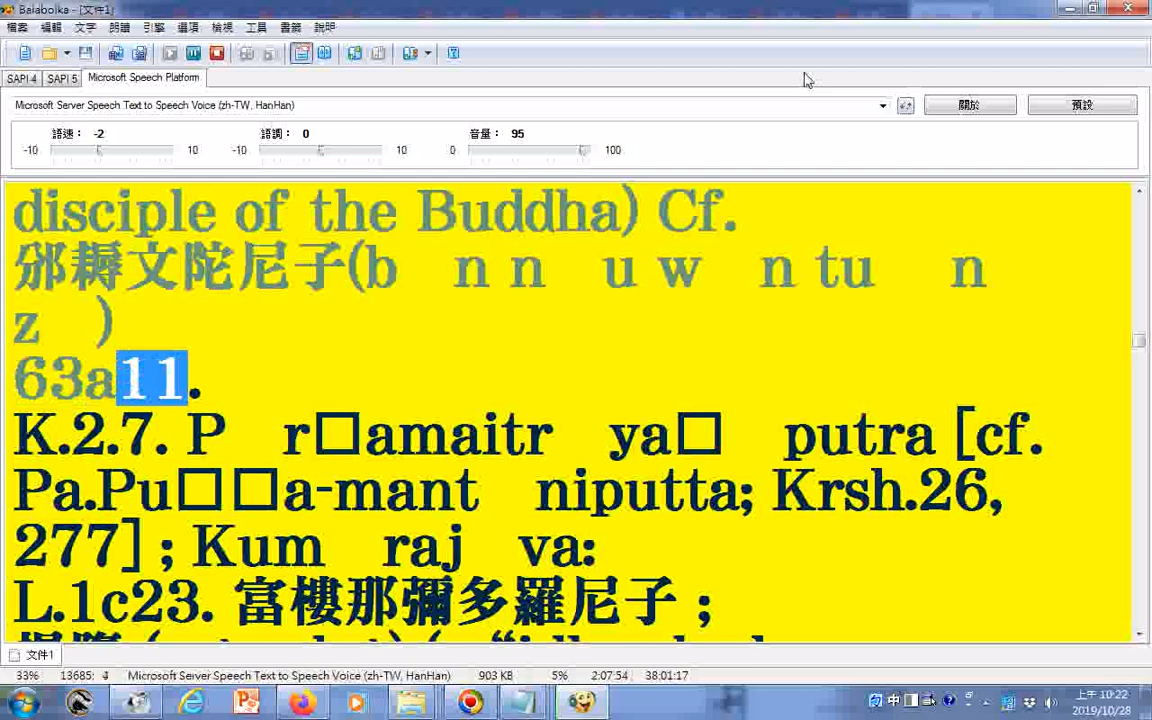 Balabolka - [文件1]
檔案 編輯 文字 朗讀 引擎 選項 檢視 工具 書籤 說明
SAPI 4 SAPI 5 Microsoft Speech Platform
Microsoft Server Speech Text to Speech Voice (zh-TW, HanHan) 關於 預設
語速： -2 語調： 0 音量： 95
-10 10 -10 10 0 100
disciple of the Buddha) Cf.
邠耨文陀尼子(b n n u w n tu n
z )
63a11.
K.2.7. P r□amaitr ya□ putra [cf.
Pa.Pu□□a-mant niputta; Krsh.26,
277] ; Kum raj va:
L.1c23. 富樓那彌多羅尼子；
文件1
33% 13685: 4 Microsoft Server Speech Text to Speech Voice (zh-TW, HanHan) 903 KB 5% 2:07:54 38:01:17
中 上午 10:22
2019/10/28